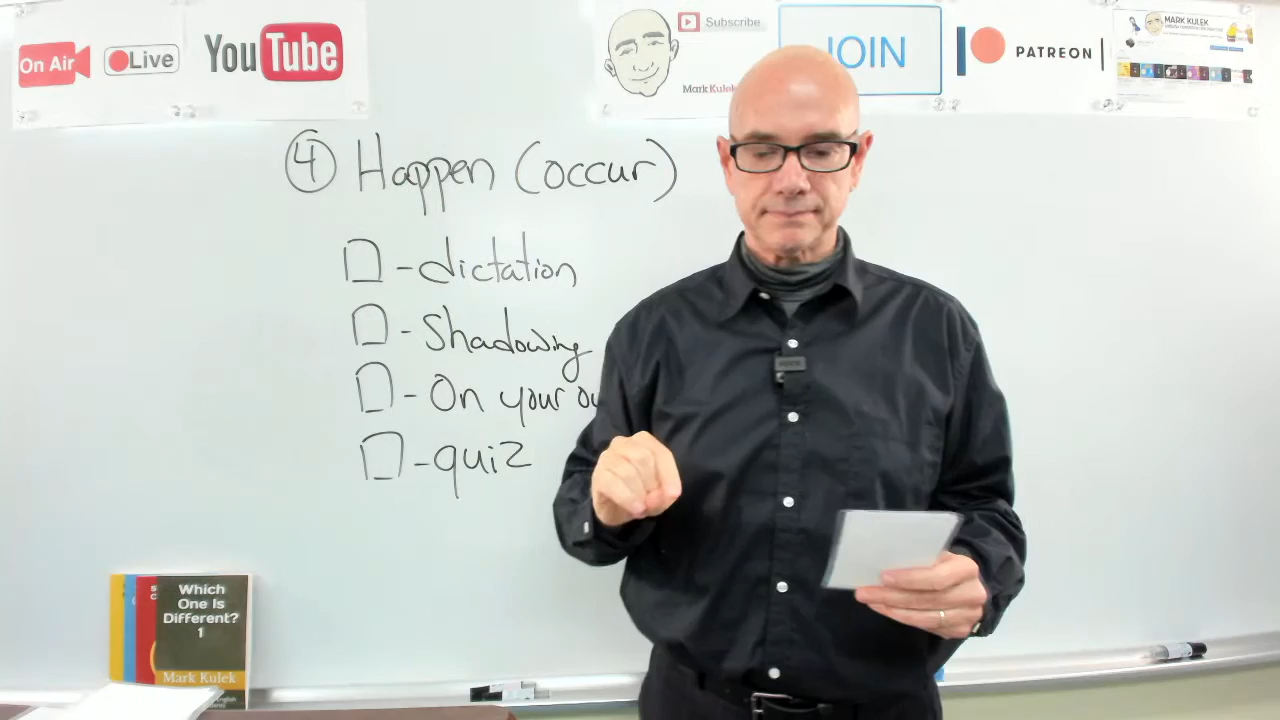 On Air
Live
YouTube
Subscribe
Mark Kulek
JOIN
PATREON
MARK KULEK
④ Happen (occur)
- dictation
- Shadowing
- On your
- quiz
Which
One Is
Different?
1
Mark Kulek